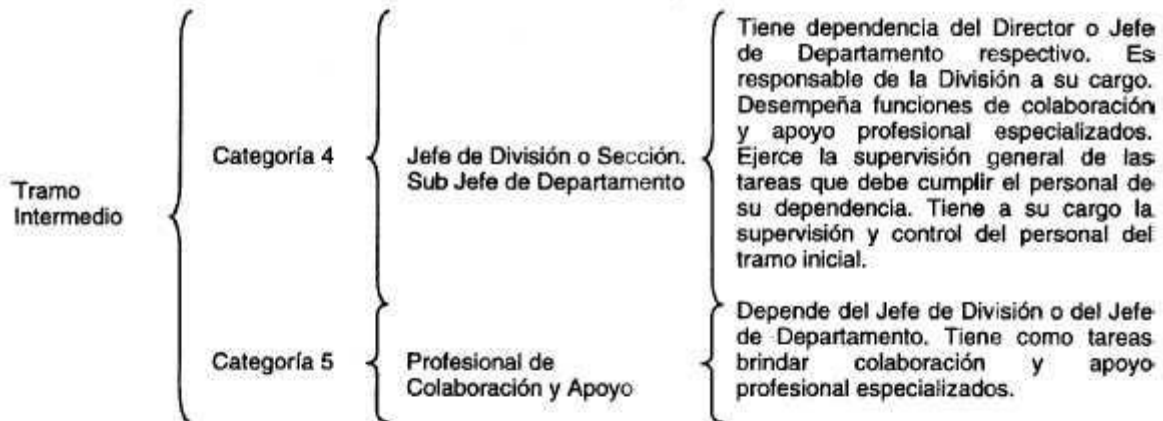 Tramo
Intermedio
Categoría 4
Jefe de División o Sección.
Sub Jefe de Departamento
Tiene dependencia del Director o Jefe
de Departamento respectivo. Es
responsable de la División a su cargo.
Desempeña funciones de colaboración
y apoyo profesional especializados.
Ejerce la supervisión general de las
tareas que debe cumplir el personal de
su dependencia. Tiene a su cargo la
supervisión y control del personal del
tramo inicial.
Categoría 5
Profesional de
Colaboración y Apoyo
Depende del Jefe de División o del Jefe
de Departamento. Tiene como tareas
brindar colaboración y apoyo
profesional especializados.